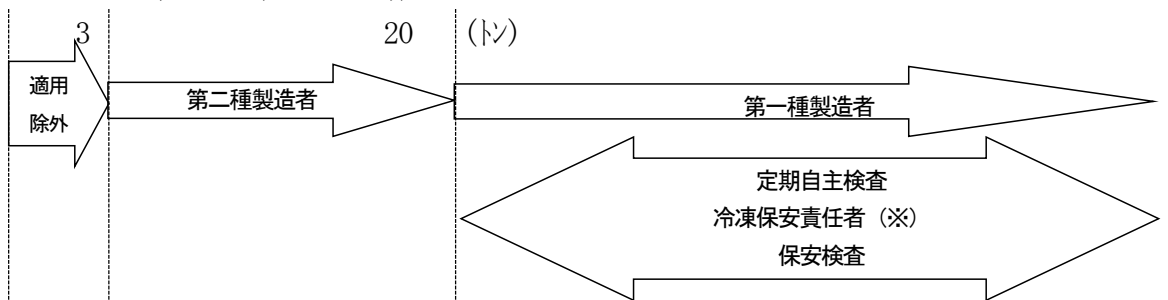 3 20 (トン)
適用
除外
第二種製造者
第一種製造者
定期自主検査
冷凍保安責任者（※）
保安検査